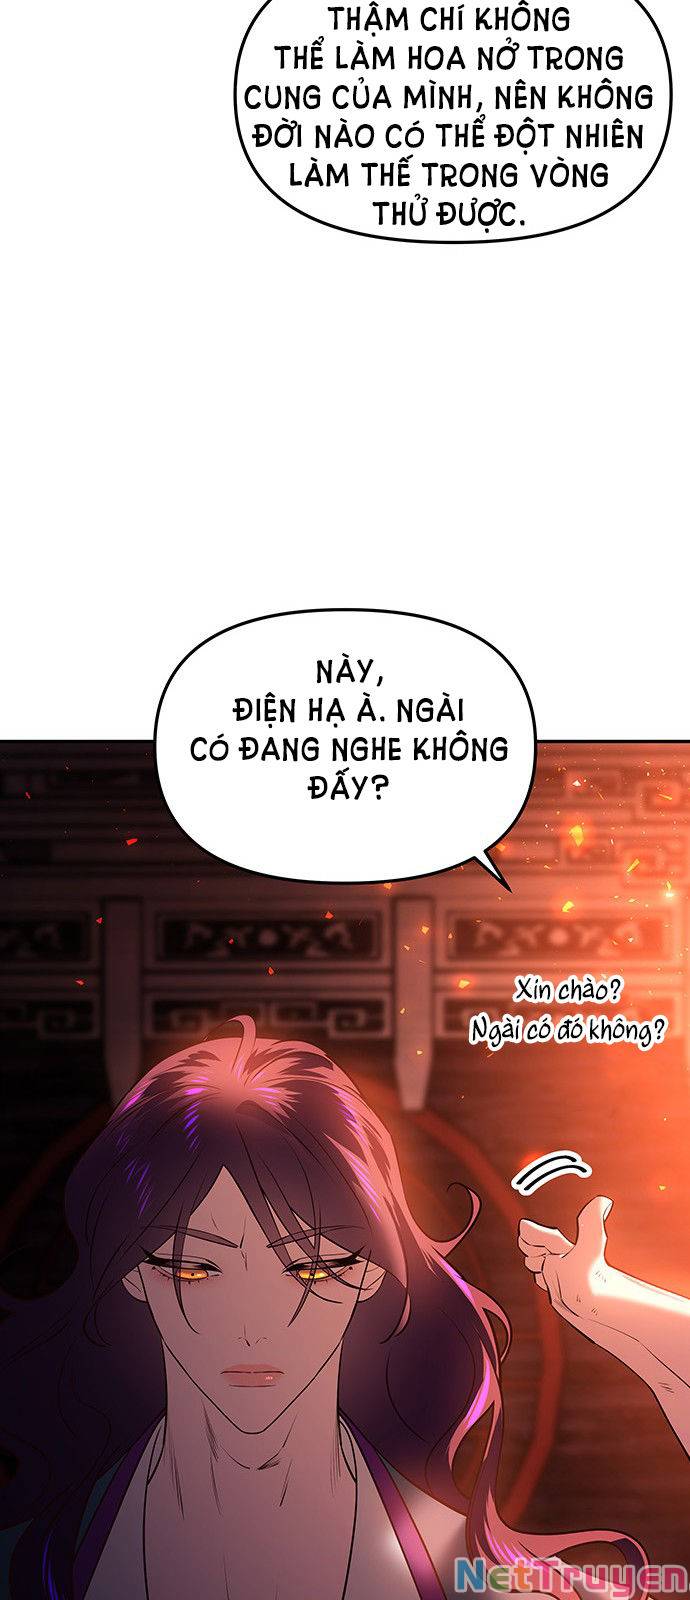 THẬM CHÍ KHÔNG
THỂ LÀM HOA NỞ TRONG
CUNG CỦA MÌNH, NÊN KHÔNG
ĐỜI NÀO CÓ THỂ ĐỘT NHIÊN
LÀM THẾ TRONG VÒNG
THỬ ĐƯỢC.
NÀY,
ĐIỆN HẠ À. NGÀI
CÓ ĐANG NGHE KHÔNG
ĐẤY?
Xin chào?
Ngài có đó không?
NetTruyen